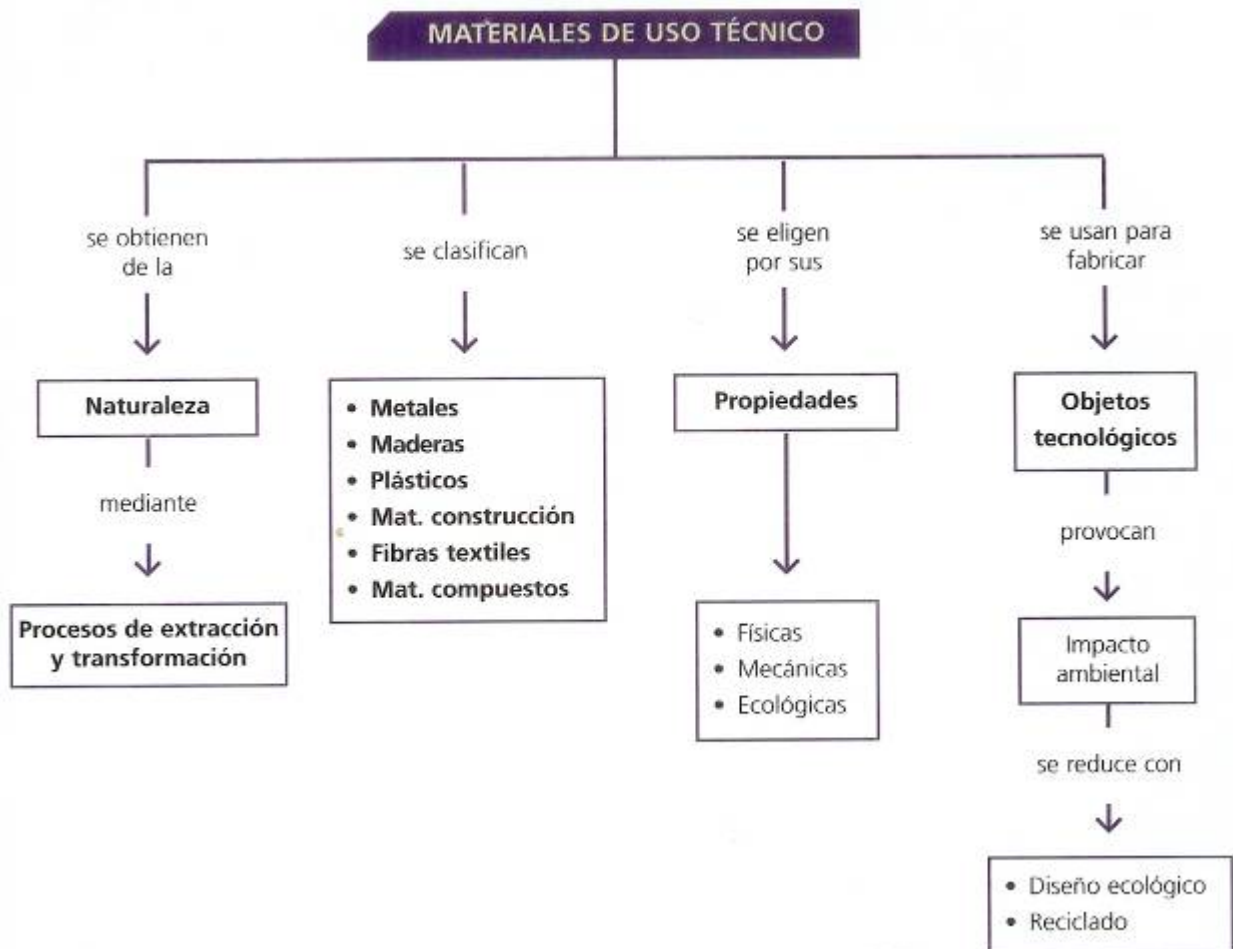 MATERIALES DE USO TÉCNICO
se obtienen
de la
Naturaleza
mediante
Procesos de extracción
y transformación
se clasifican
• Metales
• Maderas
• Plásticos
• Mat. construcción
• Fibras textiles
• Mat. compuestos
se eligen
por sus
Propiedades
• Físicas
• Mecánicas
• Ecológicas
se usan para
fabricar
Objetos
tecnológicos
provocan
Impacto
ambiental
se reduce con
• Diseño ecológico
• Reciclado